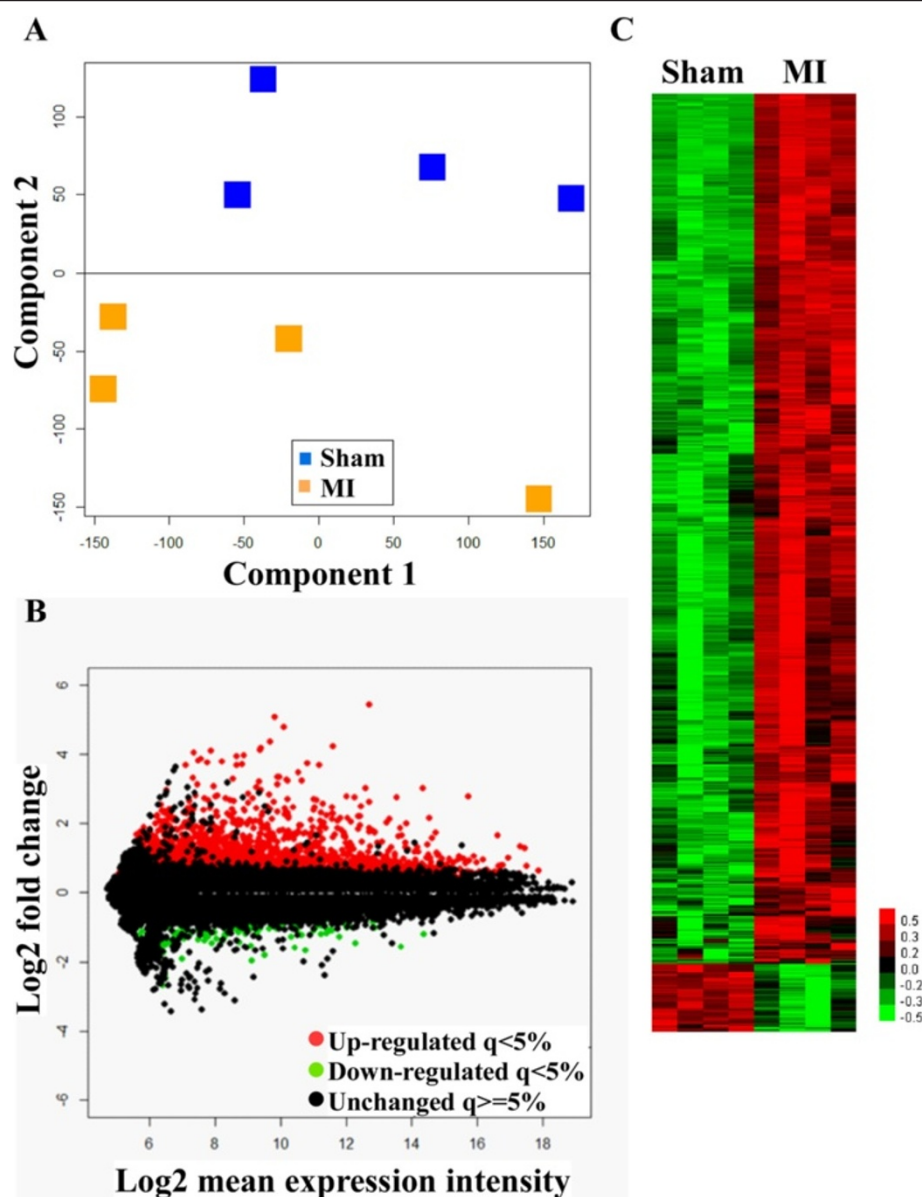 A
Component 2
100
50
0
-50
-100
-150
Sham
MI
-150 -100 -50 0 50 100 150
Component 1
B
Log2 fold change
6
4
2
0
-2
-4
-6
Up-regulated q<5%
Down-regulated q<5%
Unchanged q>=5%
6 8 10 12 14 16 18
Log2 mean expression intensity
C
Sham MI
0.5
0.3
0.2
0.0
-0.2
-0.3
-0.5